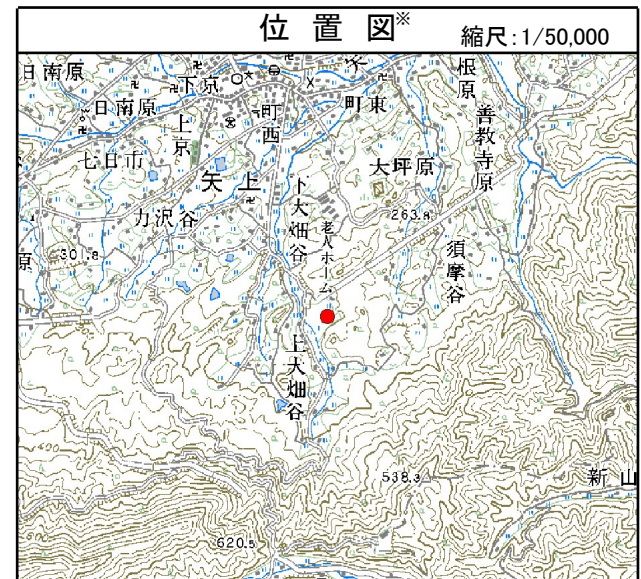 位置図※
縮尺:1/50,000
日南原
下京
日南原
上京
七日市
町西
町東
矢上
大坪原
根原
善教寺原
力沢谷
下大畑谷
老人ホーム
263.8
301.8
原
須摩谷
上大畑谷
538.3
新山
620.5